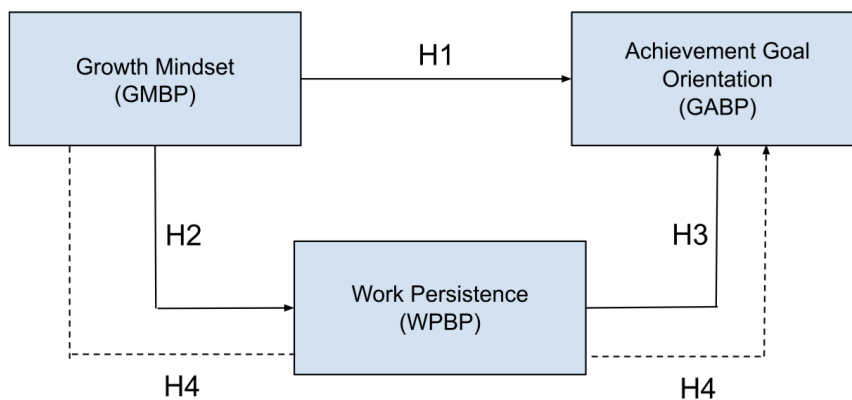 Growth Mindset
(GMBP)
H1
Achievement Goal
Orientation
(GABP)
H2
H3
Work Persistence
(WPBP)
H4
H4